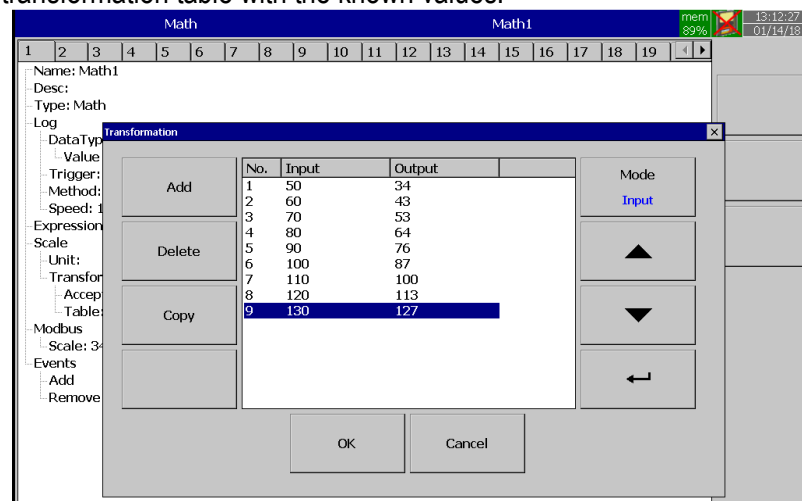 transformation table with the known values.
Math Math1 mem 89% 13:12:27 01/14/18
1 2 3 4 5 6 7 8 9 10 11 12 13 14 15 16 17 18 19
Name: Math1
Desc:
Type: Math
Log
DataTyp
Value
Trigger:
Method:
Speed: 1
Expression
Scale
Unit:
Transfor
Accep
Table:
Modbus
Scale: 34
Events
Add
Remove
Transformation
Add
Delete
Copy
No. Input Output
1 50 34
2 60 43
3 70 53
4 80 64
5 90 76
6 100 87
7 110 100
8 120 113
9 130 127
Mode
Input
OK Cancel